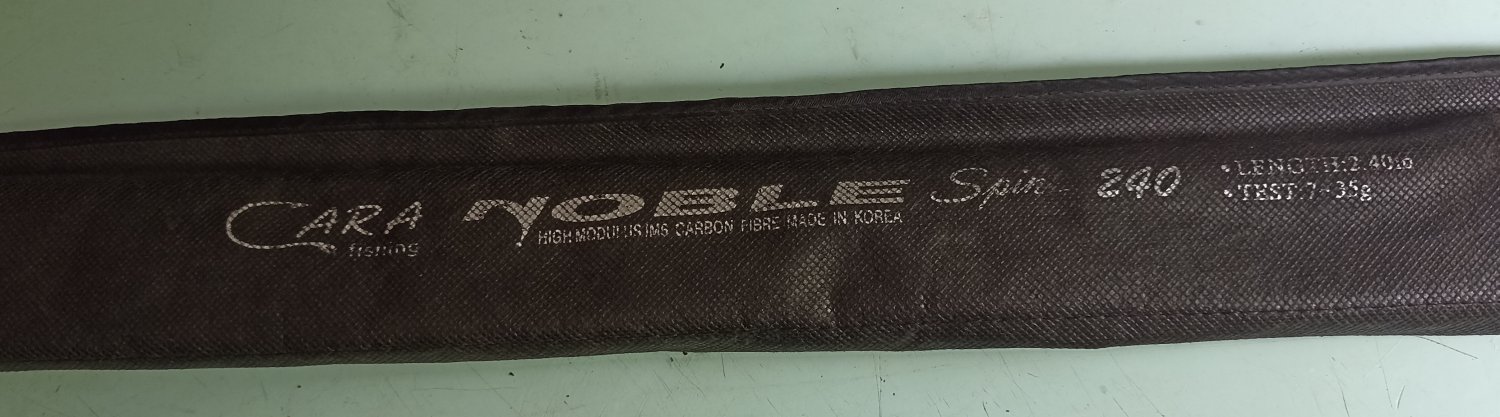 CARA
fishing
NOBLE
HIGH MODULUS IM6 CARBON FIBRE MADE IN KOREA
Spin 240
• LENGTH:2.40m
• TEST:7-35g